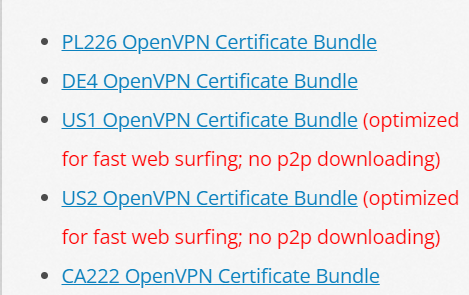 PL226 OpenVPN Certificate Bundle
DE4 OpenVPN Certificate Bundle
US1 OpenVPN Certificate Bundle (optimized
for fast web surfing; no p2p downloading)
US2 OpenVPN Certificate Bundle (optimized
for fast web surfing; no p2p downloading)
CA222 OpenVPN Certificate Bundle